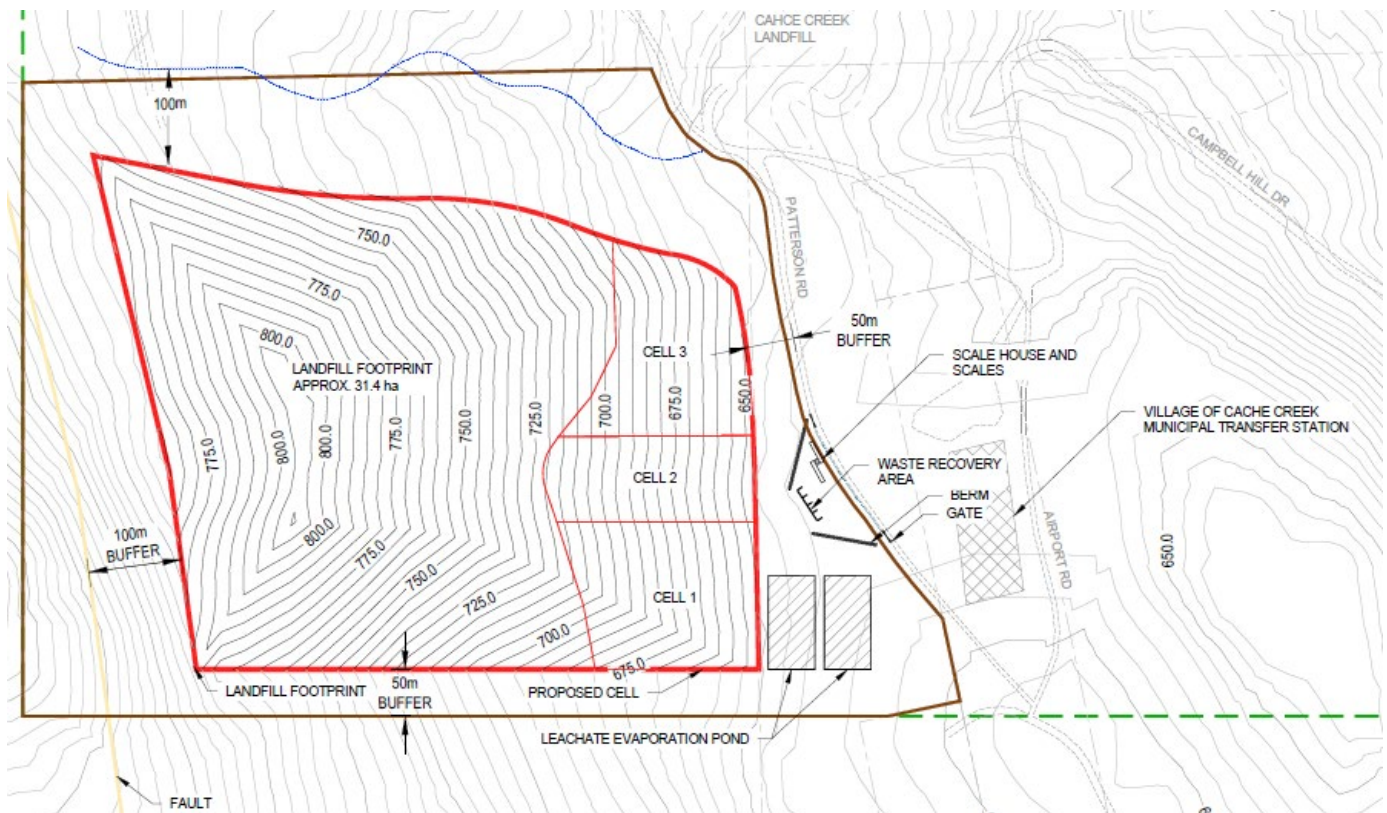 CAHCE CREEK
LANDFILL
100m
CAMPBELL HILL DR
PATTERSON RD
750.0
775.0
800.0
50m
BUFFER
CELL 3
SCALE HOUSE AND
SCALES
LANDFILL FOOTPRINT
APPROX. 31.4 ha
650.0
675.0
700.0
725.0
750.0
775.0
800.0
800.0
775.0
VILLAGE OF CACHE CREEK
MUNICIPAL TRANSFER STATION
WASTE RECOVERY
AREA
CELL 2
BERM
GATE
800.0
775.0
100m
BUFFER
AIRPORT RD
650.0
750.0
725.0
CELL 1
700.0
675.0
LANDFILL FOOTPRINT
50m
BUFFER
PROPOSED CELL
LEACHATE EVAPORATION POND
FAULT